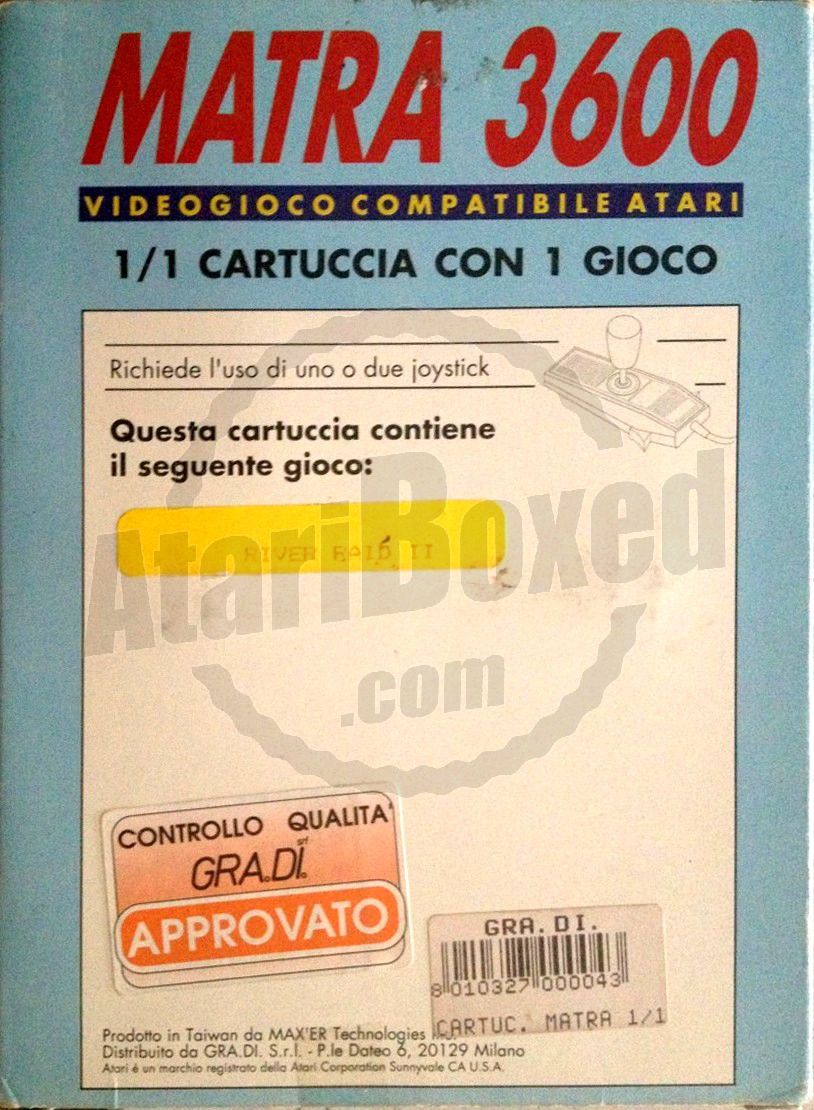 MATRA 3600
VIDEOGIOCO COMPATIBILE ATARI
1/1 CARTUCCIA CON 1 GIOCO
Richiede l'uso di uno o due joystick
Questa cartuccia contiene
il seguente gioco:
RIVER RAID II
AtariBoxed
.com
CONTROLLO QUALITA'
GRA.DI. srl
APPROVATO
GRA.DI.
8 010327 000043
CARTUC. MATRA 1/1
Prodotto in Taiwan da MAX'ER Technologies
Distribuito da GRA.DI. S.r.l. - P.le Dateo 6, 20129 Milano
Atari é un marchio registrato della Atari Corporation Sunnyvale CA U.S.A.